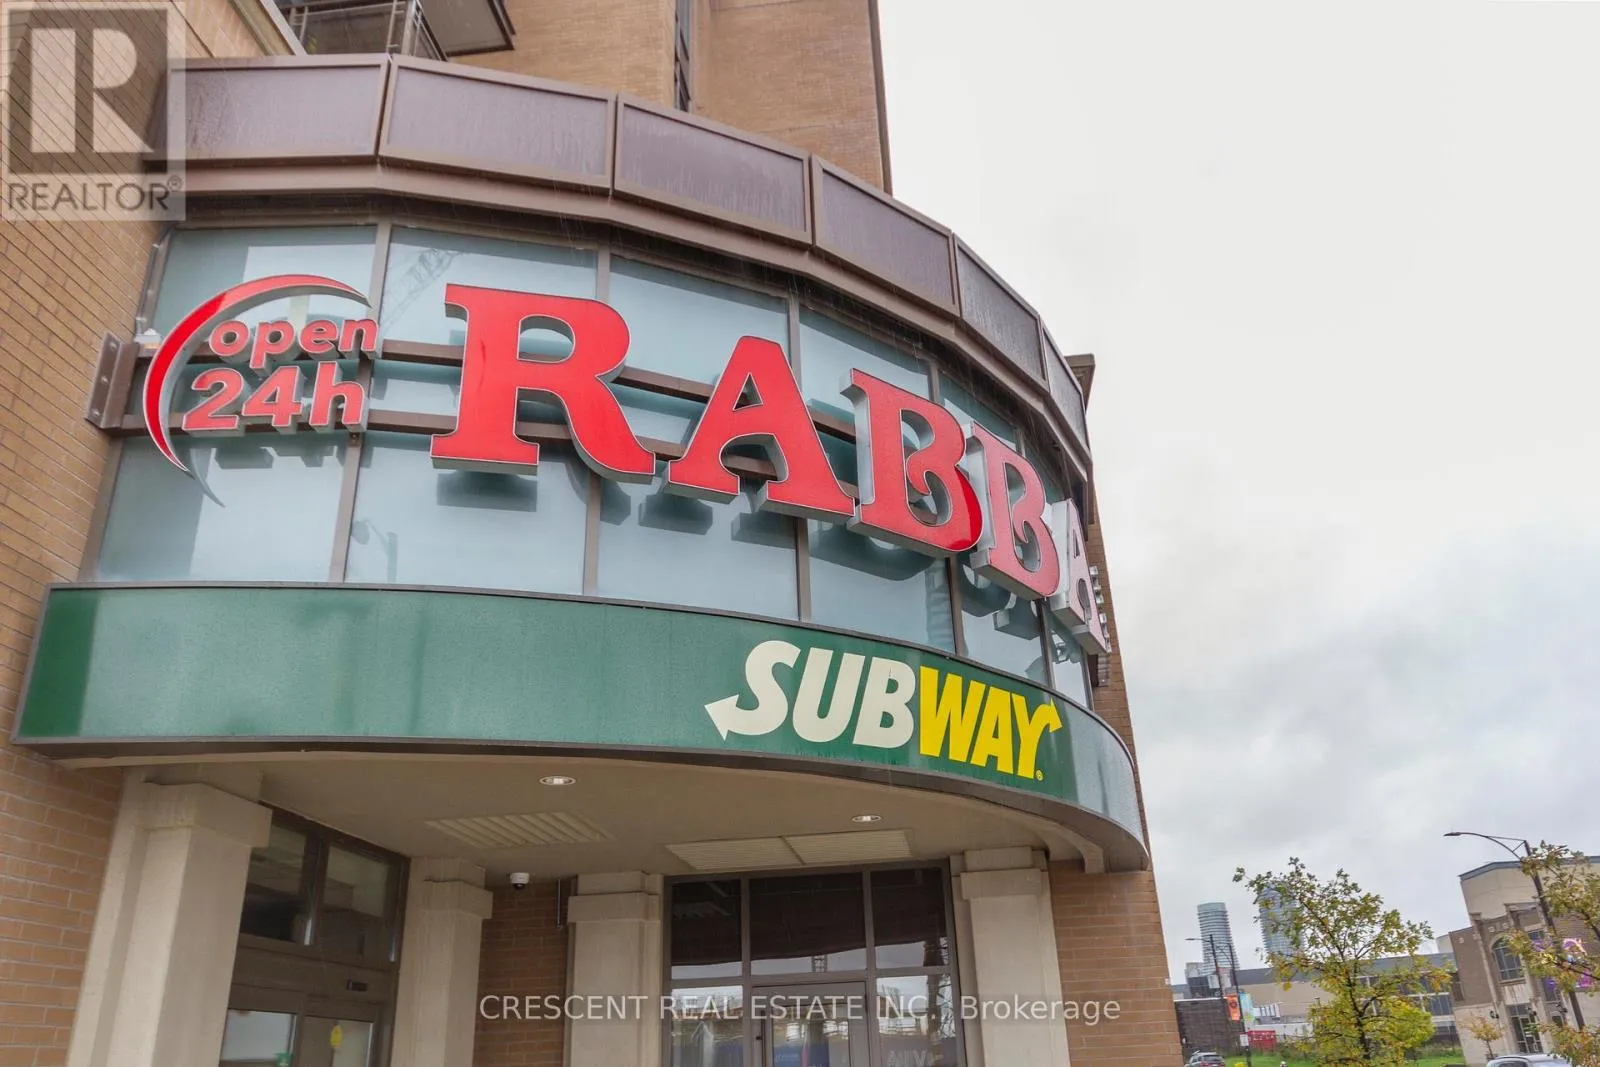 REALTOR®
open
24h
RABBA
SUBWAY®
CRESCENT REAL ESTATE INC., Brokerage